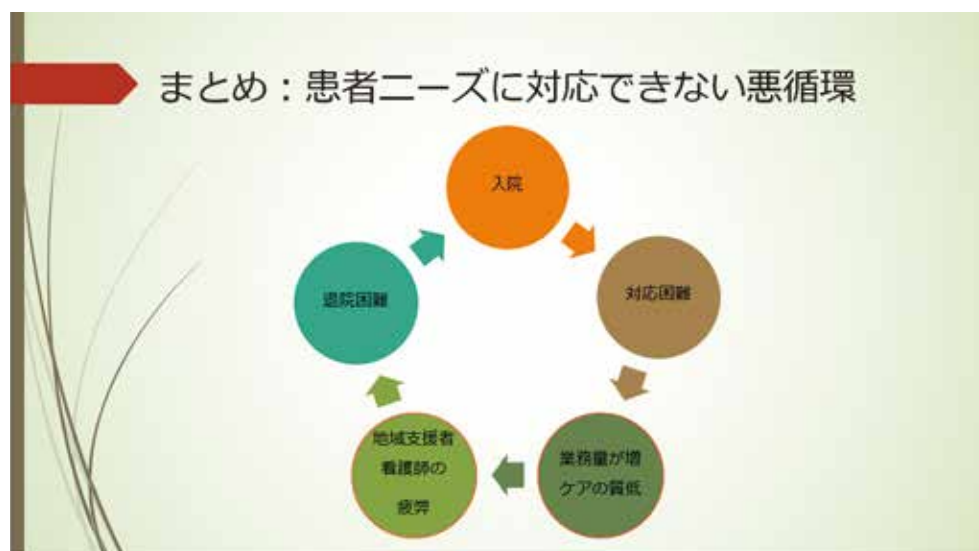 まとめ：患者ニーズに対応できない悪循環
入院
対応困難
業務量が増
ケアの質低
地域支援者
看護師の
疲弊
退院困難